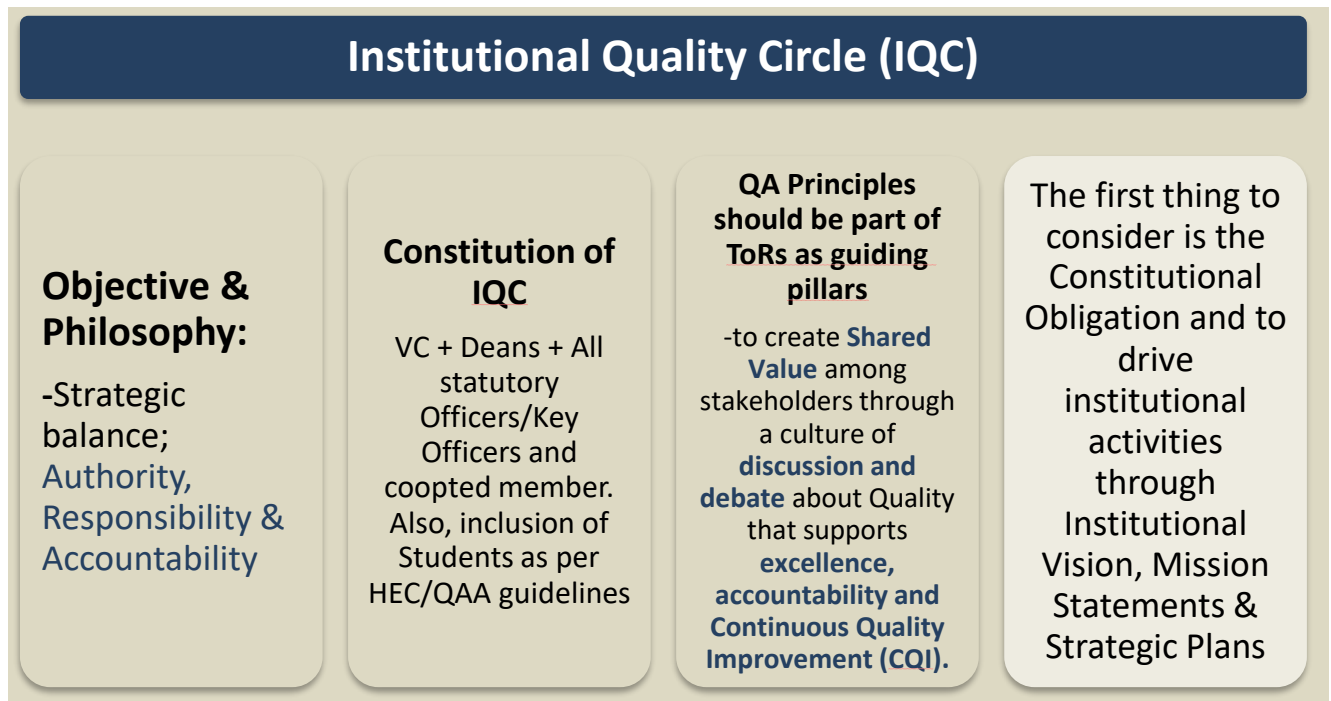 Institutional Quality Circle (IQC)
Objective &
Philosophy:
-Strategic
balance;
Authority,
Responsibility &
Accountability
Constitution of
IQC
VC + Deans + All
statutory
Officers/Key
Officers and
coopted member.
Also, inclusion of
Students as per
HEC/QAA guidelines
QA Principles
should be part of
ToRs as guiding
pillars
-to create Shared
Value among
stakeholders through
a culture of
discussion and
debate about Quality
that supports
excellence,
accountability and
Continuous Quality
Improvement (CQI).
The first thing to
consider is the
Constitutional
Obligation and to
drive
institutional
activities
through
Institutional
Vision, Mission
Statements &
Strategic Plans